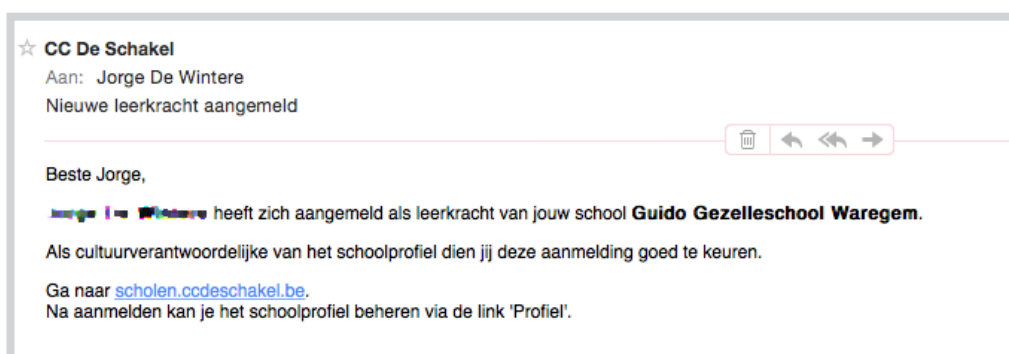 CC De Schakel
Aan: Jorge De Wintere
Nieuwe leerkracht aangemeld
Beste Jorge,
heeft zich aangemeld als leerkracht van jouw school Guido Gezelleschool Waregem.
Als cultuurverantwoordelijke van het schoolprofiel dien jij deze aanmelding goed te keuren.
Ga naar scholen.ccdeschakel.be.
Na aanmelden kan je het schoolprofiel beheren via de link 'Profiel'.